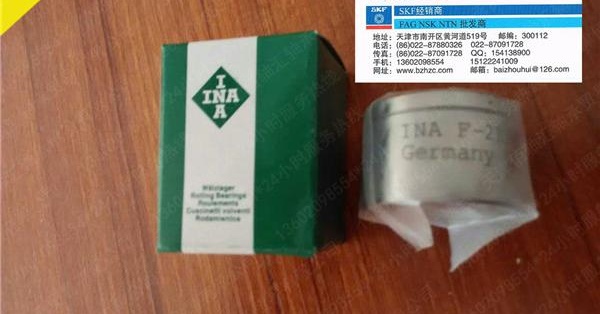 SKF
SKF经销商
FAG NSK NTN 批发商
地址：天津市南开区黄河道519号 邮编：300112
电话：(86)022-87880326 022-87091728
传真：(86)022-87091728 QQ：154138900
手机：13602098554 15122241009
网址：www.bzhzc.com 邮箱：baizhouhui@126.com
INA
INA
Wälzlager
Rolling Bearings
Roulements
Cuscinetti volventi
Rodamientos
INA F-2
Germany